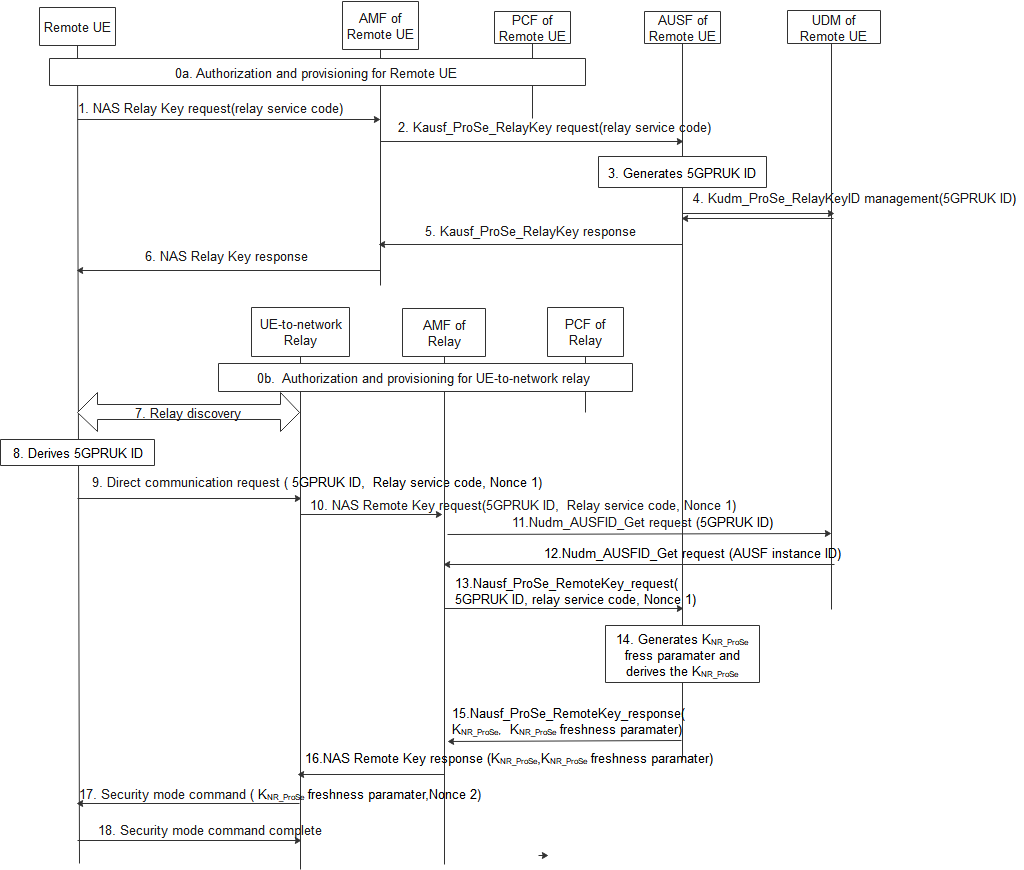 Remote UE
AMF of
Remote UE
PCF of
Remote UE
AUSF of
Remote UE
UDM of
Remote UE
0a. Authorization and provisioning for Remote UE
1. NAS Relay Key request(relay service code)
2. Kausf_ProSe_RelayKey request(relay service code)
3. Generates 5GPRUK ID
4. Kudm_ProSe_RelayKeyID management(5GPRUK ID)
5. Kausf_ProSe_RelayKey response
6. NAS Relay Key response
UE-to-network
Relay
AMF of
Relay
PCF of
Relay
0b. Authorization and provisioning for UE-to-network relay
7. Relay discovery
8. Derives 5GPRUK ID
9. Direct communication request ( 5GPRUK ID, Relay service code, Nonce 1)
10. NAS Remote Key request(5GPRUK ID, Relay service code, Nonce 1)
11.Nudm_AUSFID_Get request (5GPRUK ID)
12.Nudm_AUSFID_Get request (AUSF instance ID)
13.Nausf_ProSe_RemoteKey_request(
5GPRUK ID, relay service code, Nonce 1)
14. Generates KNR_ProSe
fress paramater and
derives the KNR_ProSe
15.Nausf_ProSe_RemoteKey_response(
KNR_ProSe, KNR_ProSe freshness paramater)
16.NAS Remote Key response (KNR_ProSe,KNR_ProSe freshness paramater)
17. Security mode command ( KNR_ProSe freshness paramater,Nonce 2)
18. Security mode command complete